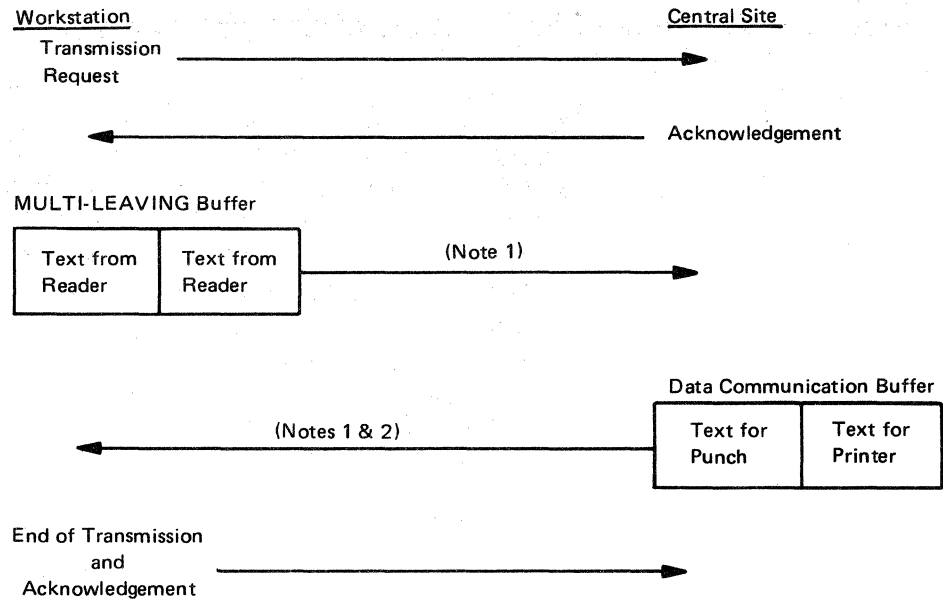 Workstation
Central Site
Transmission
Request
Acknowledgement
MULTI-LEAVING Buffer
Text from
Reader
Text from
Reader
(Note 1)
Data Communication Buffer
(Notes 1 & 2)
Text for
Punch
Text for
Printer
End of Transmission
and
Acknowledgement